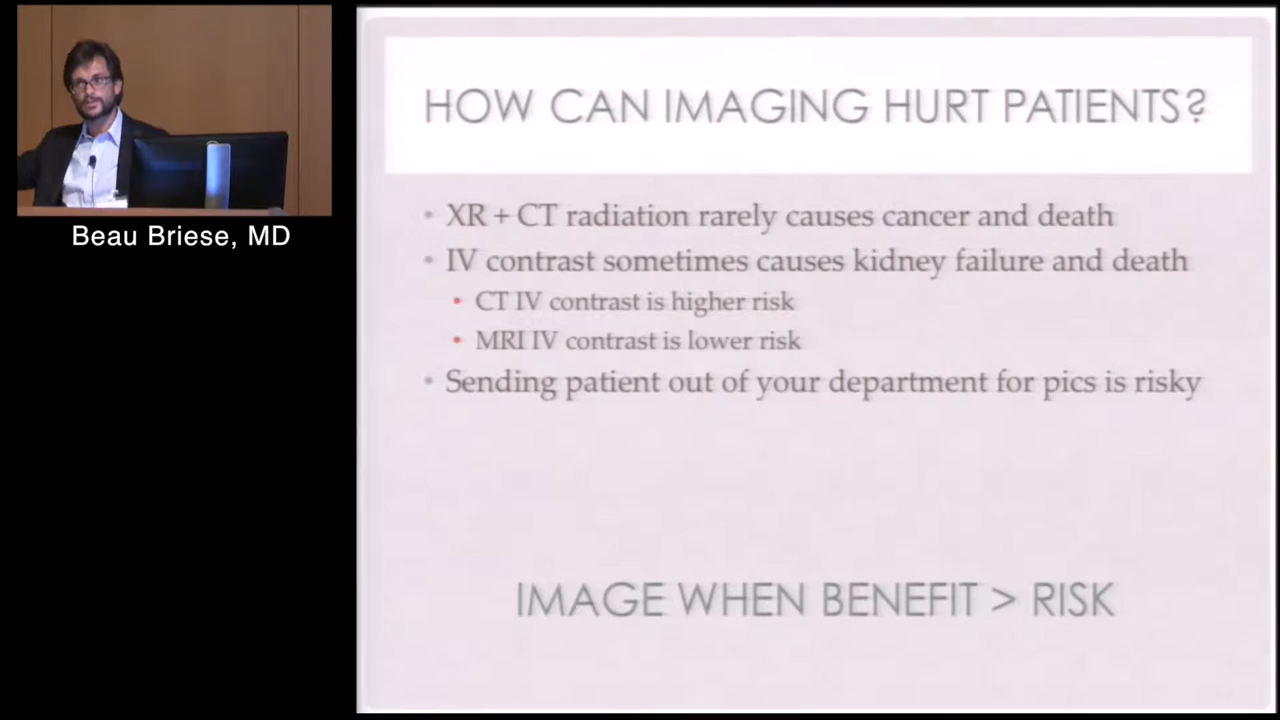 Beau Briese, MD
HOW CAN IMAGING HURT PATIENTS?
• XR + CT radiation rarely causes cancer and death
• IV contrast sometimes causes kidney failure and death
• CT IV contrast is higher risk
• MRI IV contrast is lower risk
• Sending patient out of your department for pics is risky
IMAGE WHEN BENEFIT > RISK